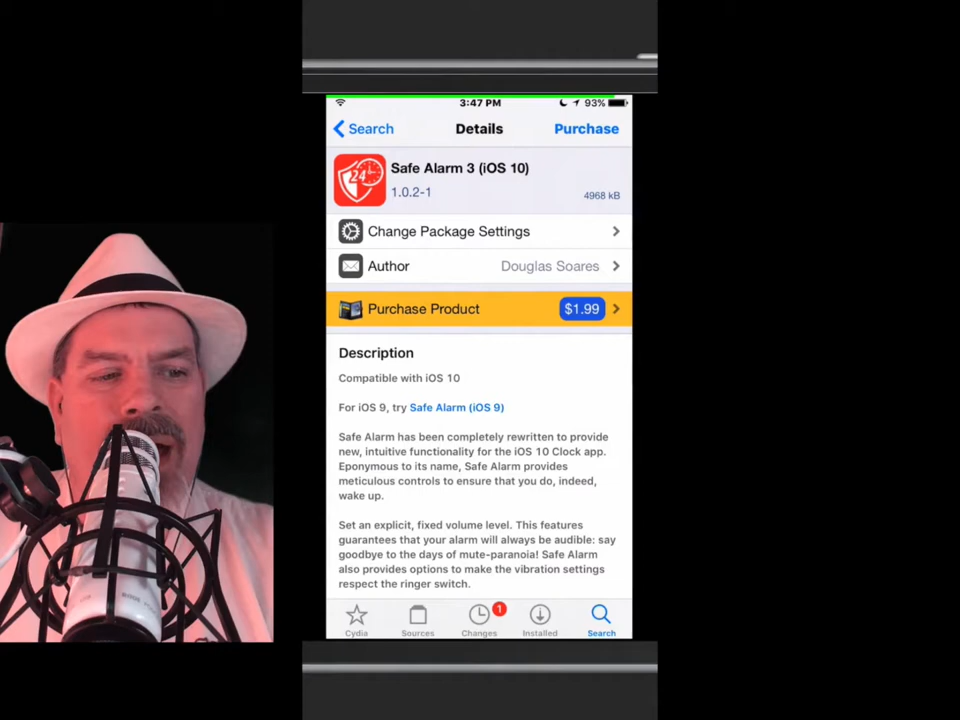 3:47 PM
93%
Search
Details
Purchase
24
Safe Alarm 3 (iOS 10)
1.0.2-1
4968 kB
Change Package Settings
Author
Douglas Soares
Purchase Product
$1.99
Description
Compatible with iOS 10
For iOS 9, try Safe Alarm (iOS 9)
Safe Alarm has been completely rewritten to provide
new, intuitive functionality for the iOS 10 Clock app.
Eponymous to its name, Safe Alarm provides
meticulous controls to ensure that you do, indeed,
wake up.
Set an explicit, fixed volume level. This features
guarantees that your alarm will always be audible: say
goodbye to the days of mute-paranoia! Safe Alarm
also provides options to make the vibration settings
respect the ringer switch.
1
Cydia
Sources
Changes
Installed
Search